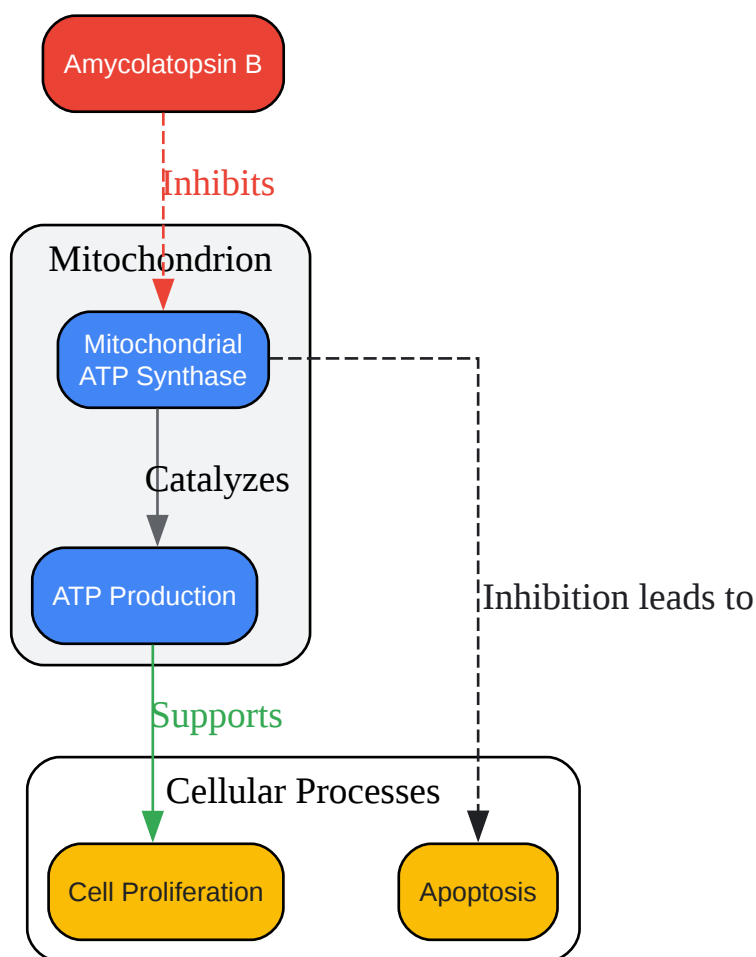 Amycolatopsin B
Inhibits
Mitochondrion
Mitochondrial
ATP Synthase
Catalyzes
ATP Production
Inhibition leads to
Supports
Cellular Processes
Cell Proliferation
Apoptosis